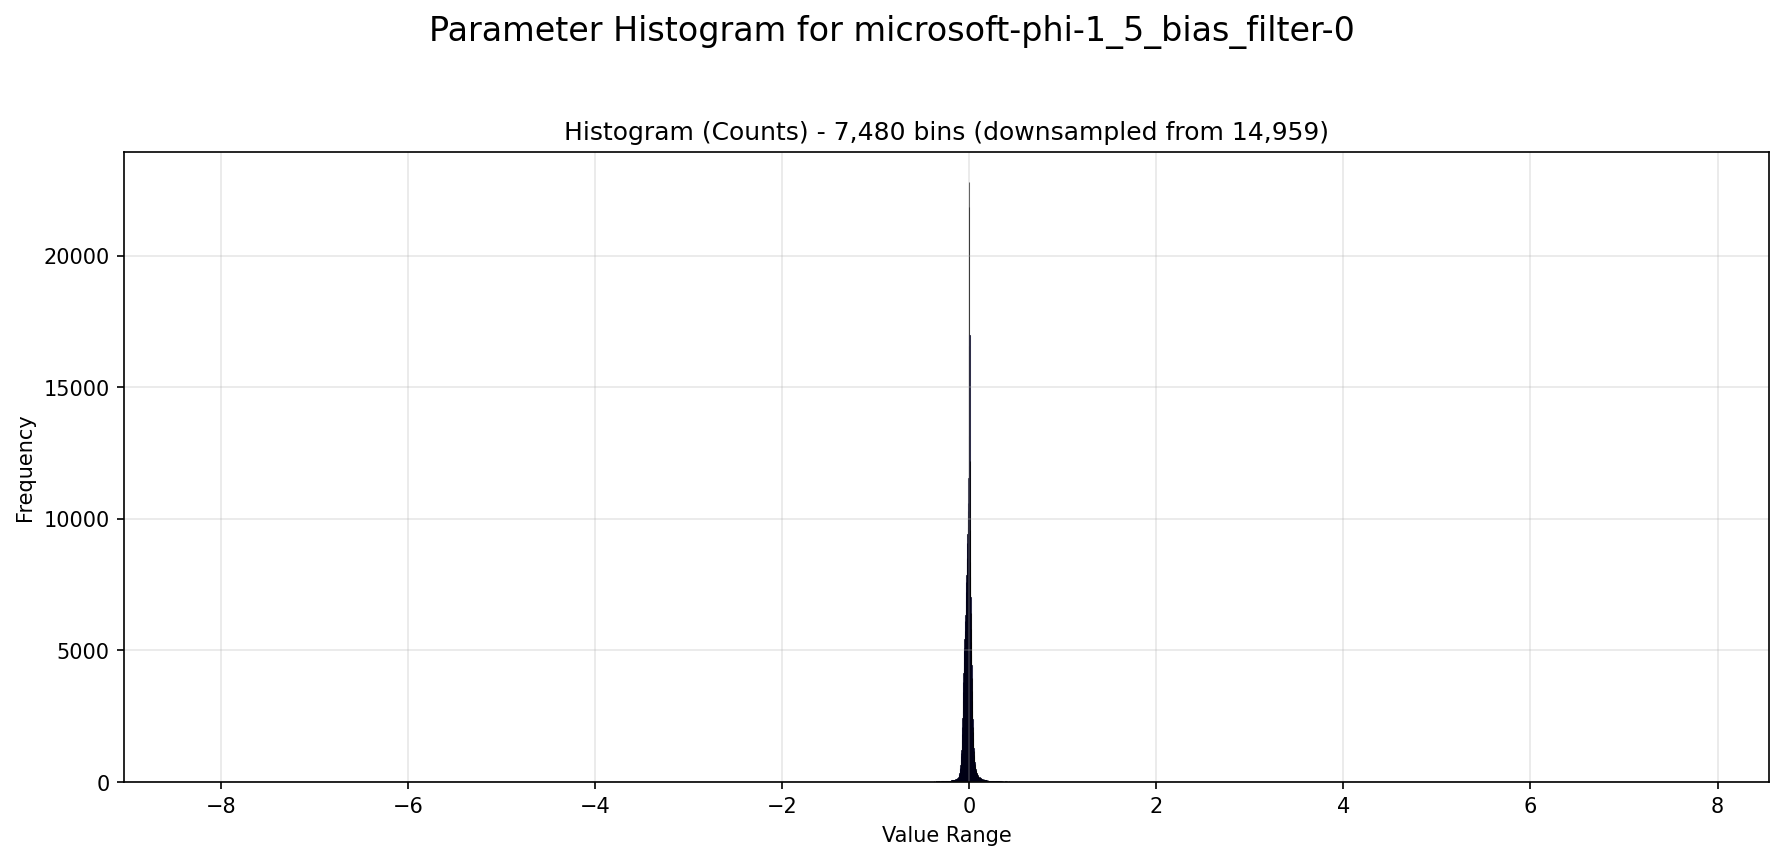 Parameter Histogram for microsoft-phi-1_5_bias_filter-0
Histogram (Counts) - 7,480 bins (downsampled from 14,959)
20000
15000
10000
5000
0
Frequency
−8 −6 −4 −2 0 2 4 6 8
Value Range